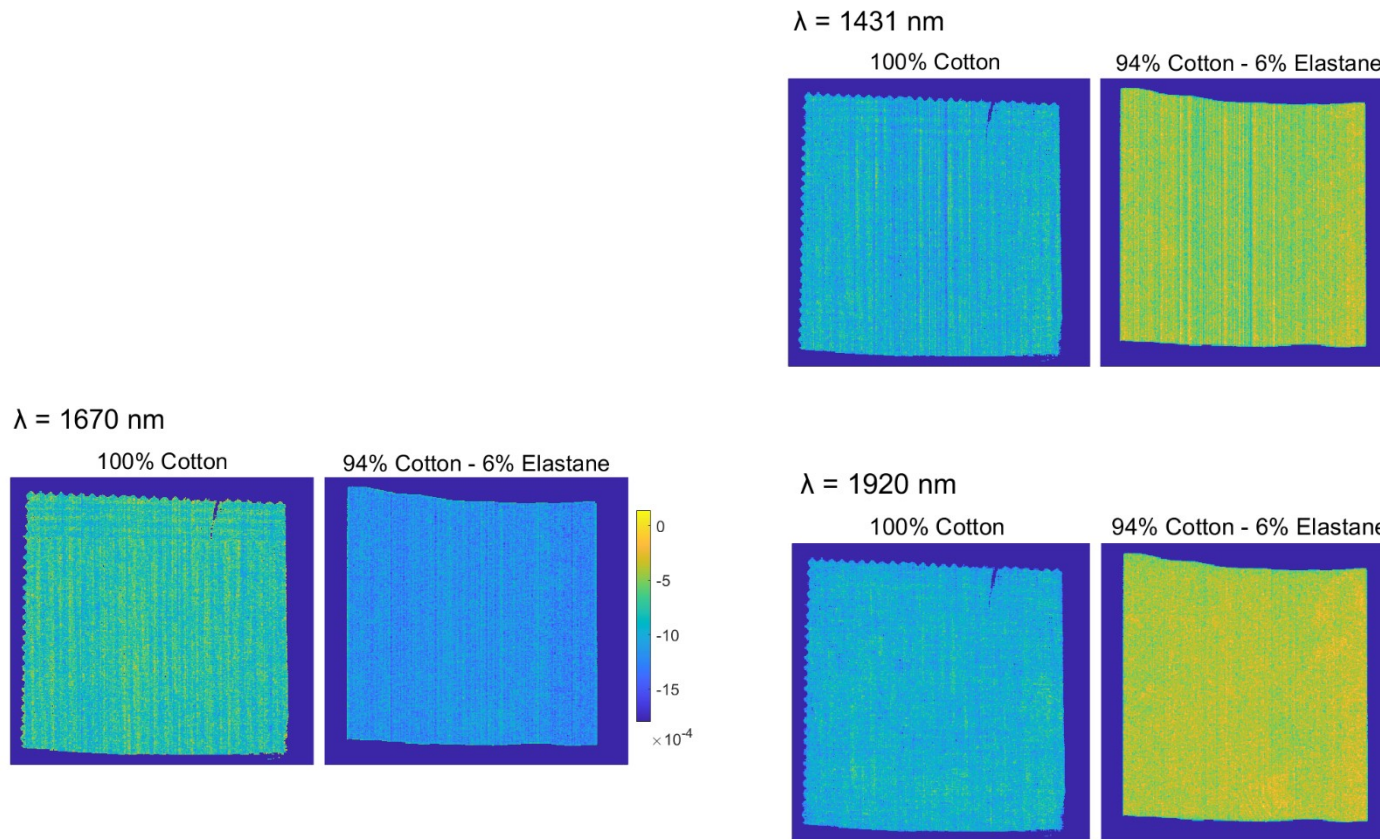 λ = 1431 nm
100% Cotton
94% Cotton - 6% Elastane
λ = 1670 nm
100% Cotton
94% Cotton - 6% Elastane
0
-5
-10
-15
×10⁻⁴
λ = 1920 nm
100% Cotton
94% Cotton - 6% Elastane